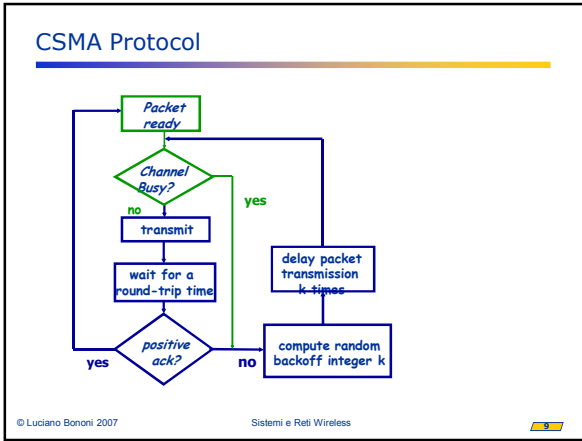 CSMA Protocol
Packet
ready
Channel
Busy?
yes
no
transmit
delay packet
transmission
k times
wait for a
round-trip time
positive
ack?
yes
no
compute random
backoff integer k
© Luciano Bononi 2007
Sistemi e Reti Wireless
9